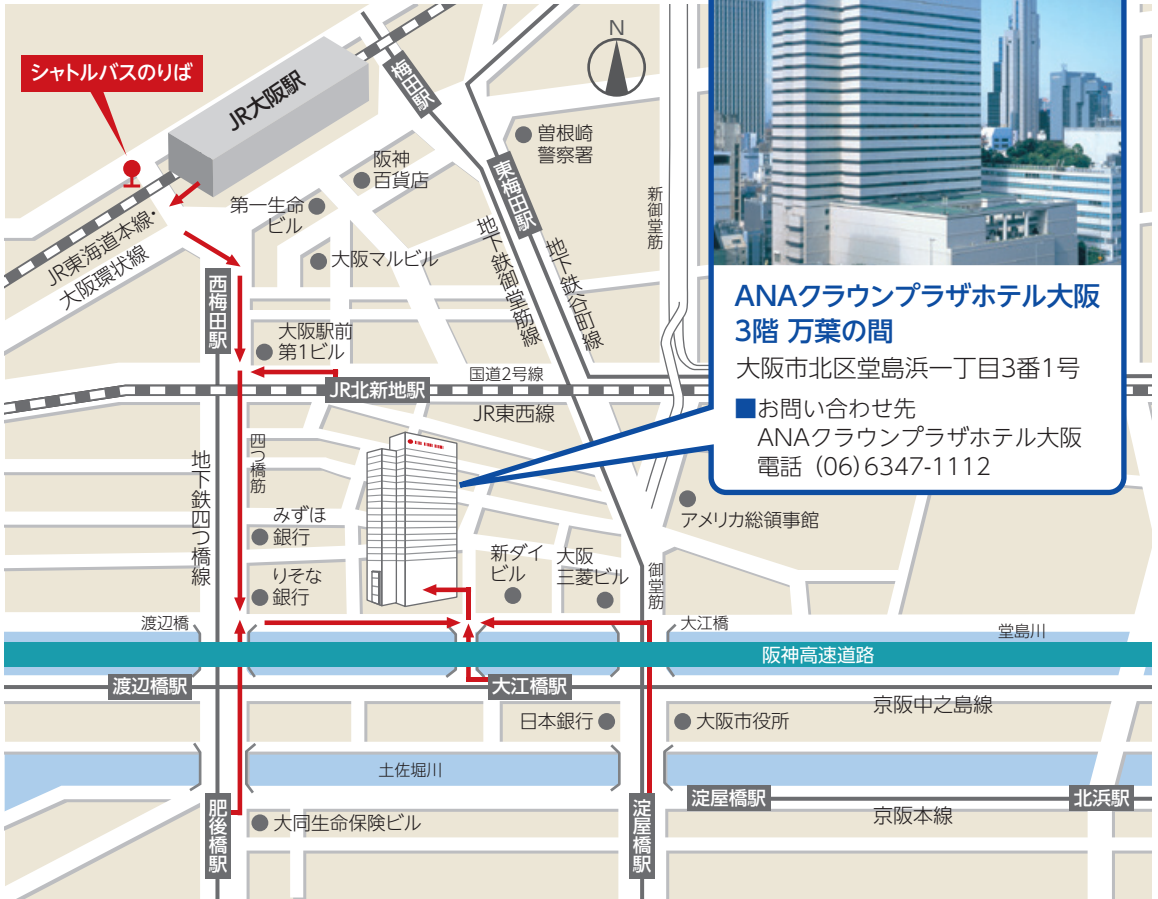 N
シャトルバスのりば
JR大阪駅
梅田駅
曽根崎
警察署
阪神
百貨店
東梅田駅
新御堂筋
第一生命
ビル
JR東海道本線・
大阪環状線
大阪マルビル
地下鉄御堂筋線
地下鉄谷町線
西梅田駅
大阪駅前
第1ビル
国道2号線
JR北新地駅
JR東西線
ANAクラウンプラザホテル大阪
3階 万葉の間
大阪市北区堂島浜一丁目3番1号
■お問い合わせ先
ANAクラウンプラザホテル大阪
電話 (06)6347-1112
四つ橋筋
地下鉄四つ橋線
みずほ
銀行
アメリカ総領事館
新ダイ
ビル
大阪
三菱ビル
御堂筋
りそな
銀行
渡辺橋
大江橋
堂島川
阪神高速道路
渡辺橋駅
大江橋駅
京阪中之島線
日本銀行
大阪市役所
土佐堀川
肥後橋駅
淀屋橋駅
淀屋橋駅
北浜駅
京阪本線
大同生命保険ビル